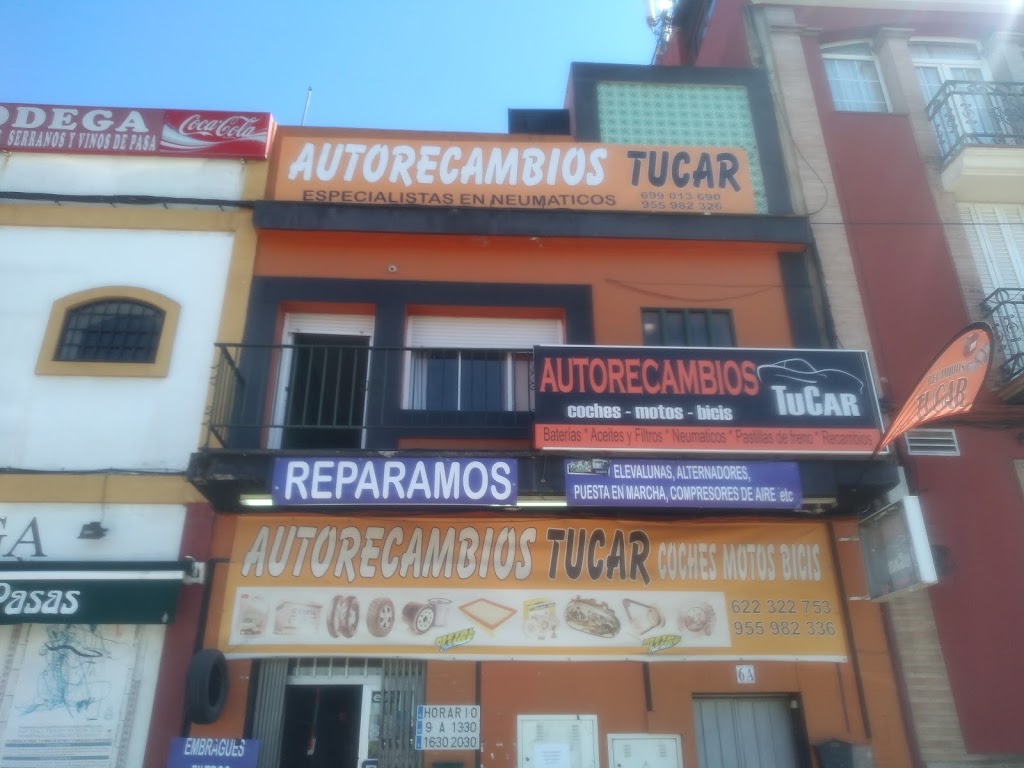 ODEGA
SERRANOS Y VINOS DE PASA
Coca-Cola
AUTORECAMBIOS TUCAR
ESPECIALISTAS EN NEUMATICOS
699 013 690
955 982 326
AUTORECAMBIOS
coches - motos - bicis
TUCAR
Baterias * Aceites y Filtros * Neumaticos * Pastillas de freno * Recambios
RECAMBIOS
TUCAR
REPARAMOS
ELEVALUNAS, ALTERNADORES,
PUESTA EN MARCHA, COMPRESORES DE AIRE etc
GA
Pasas
AUTORECAMBIOS TUCAR COCHES MOTOS BICIS
622 322 753
955 982 336
6A
HORARIO
9 A 1330
1630 2030
EMBRAGUES